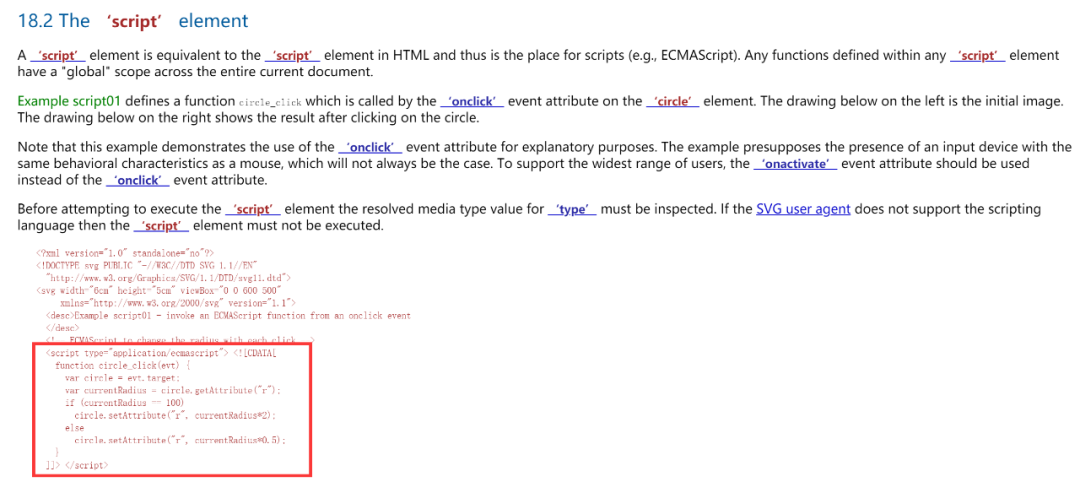 18.2 The ‘script’ element
A ‘script’ element is equivalent to the ‘script’ element in HTML and thus is the place for scripts (e.g., ECMAScript). Any functions defined within any ‘script’ element
have a "global" scope across the entire current document.
Example script01 defines a function circle_click which is called by the ‘onclick’ event attribute on the ‘circle’ element. The drawing below on the left is the initial image.
The drawing below on the right shows the result after clicking on the circle.
Note that this example demonstrates the use of the ‘onclick’ event attribute for explanatory purposes. The example presupposes the presence of an input device with the
same behavioral characteristics as a mouse, which will not always be the case. To support the widest range of users, the ‘onactivate’ event attribute should be used
instead of the ‘onclick’ event attribute.
Before attempting to execute the ‘script’ element the resolved media type value for ‘type’ must be inspected. If the SVG user agent does not support the scripting
language then the ‘script’ element must not be executed.
<?xml version="1.0" standalone="no"?>
<!DOCTYPE svg PUBLIC "-//W3C//DTD SVG 1.1//EN"
"http://www.w3.org/Graphics/SVG/1.1/DTD/svg11.dtd">
<svg width="6cm" height="5cm" viewBox="0 0 600 500"
xmlns="http://www.w3.org/2000/svg" version="1.1">
<desc>Example script01 - invoke an ECMAScript function from an onclick event
</desc>
<!-- ECMAScript to change the radius with each click -->
<script type="application/ecmascript"> <![CDATA[
function circle_click(evt) {
var circle = evt.target;
var currentRadius = circle.getAttribute("r");
if (currentRadius == 100)
circle.setAttribute("r", currentRadius*2);
else
circle.setAttribute("r", currentRadius*0.5);
}
]]> </script>